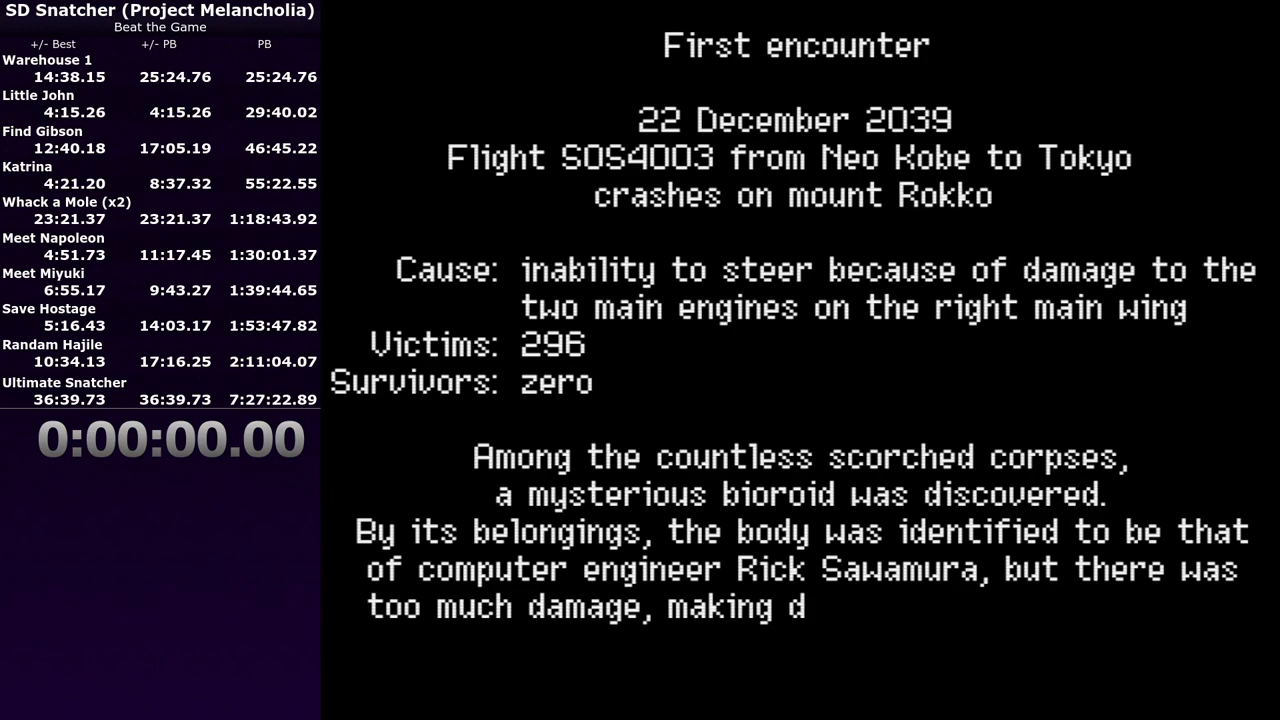 SD Snatcher (Project Melancholia)
Beat the Game
+/- Best +/- PB PB
Warehouse 1
14:38.15 25:24.76 25:24.76
Little John
4:15.26 4:15.26 29:40.02
Find Gibson
12:40.18 17:05.19 46:45.22
Katrina
4:21.20 8:37.32 55:22.55
Whack a Mole (x2)
23:21.37 23:21.37 1:18:43.92
Meet Napoleon
4:51.73 11:17.45 1:30:01.37
Meet Miyuki
6:55.17 9:43.27 1:39:44.65
Save Hostage
5:16.43 14:03.17 1:53:47.82
Randam Hajile
10:34.13 17:16.25 2:11:04.07
Ultimate Snatcher
36:39.73 36:39.73 7:27:22.89
0:00:00.00
First encounter
22 December 2039
Flight SOS4003 from Neo Kobe to Tokyo
crashes on mount Rokko
Cause: inability to steer because of damage to the
two main engines on the right main wing
Victims: 296
Survivors: zero
Among the countless scorched corpses,
a mysterious bioroid was discovered.
By its belongings, the body was identified to be that
of computer engineer Rick Sawamura, but there was
too much damage, making d